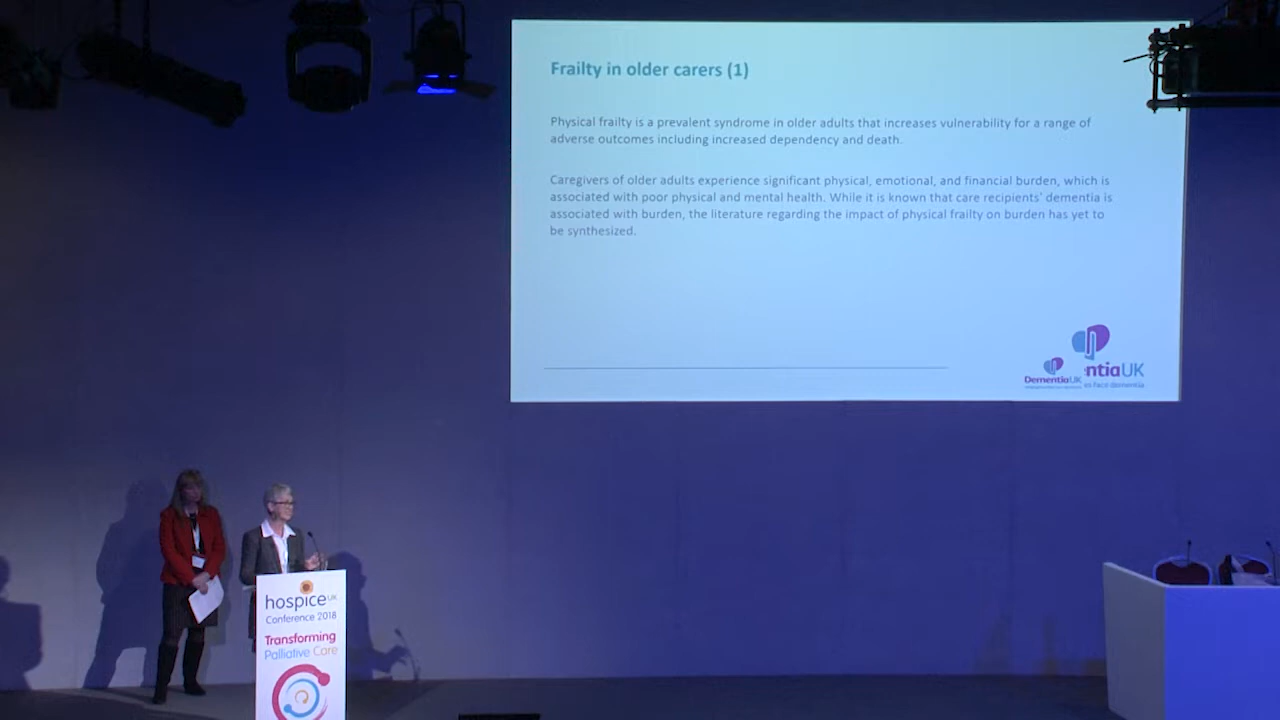 Frailty in older carers (1)
Physical frailty is a prevalent syndrome in older adults that increases vulnerability for a range of
adverse outcomes including increased dependency and death.
Caregivers of older adults experience significant physical, emotional, and financial burden, which is
associated with poor physical and mental health. While it is known that care recipients' dementia is
associated with burden, the literature regarding the impact of physical frailty on burden has yet to
be synthesized.
ntiaUK
DementiaUK
es face dementia
hospice UK
Conference 2018
Transforming
Palliative Care